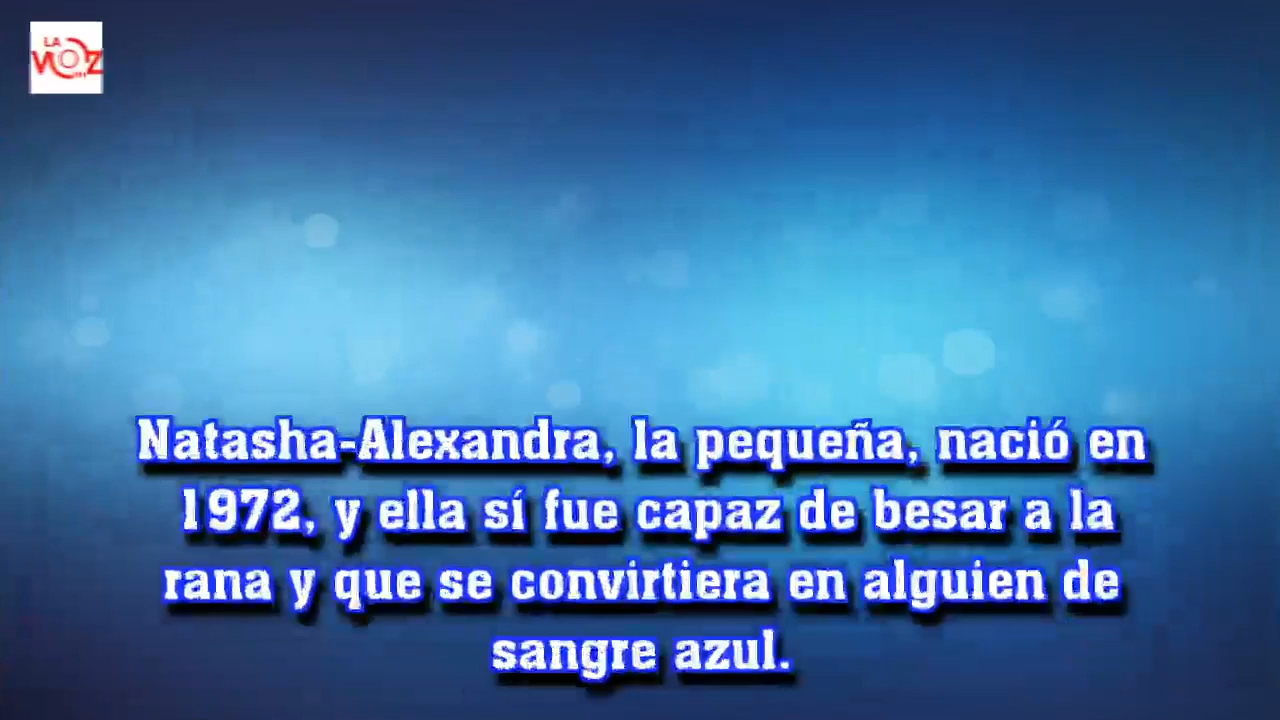 LA
VOZ
Natasha-Alexandra, la pequeña, nació en
1972, y ella sí fue capaz de besar a la
rana y que se convirtiera en alguien de
sangre azul.